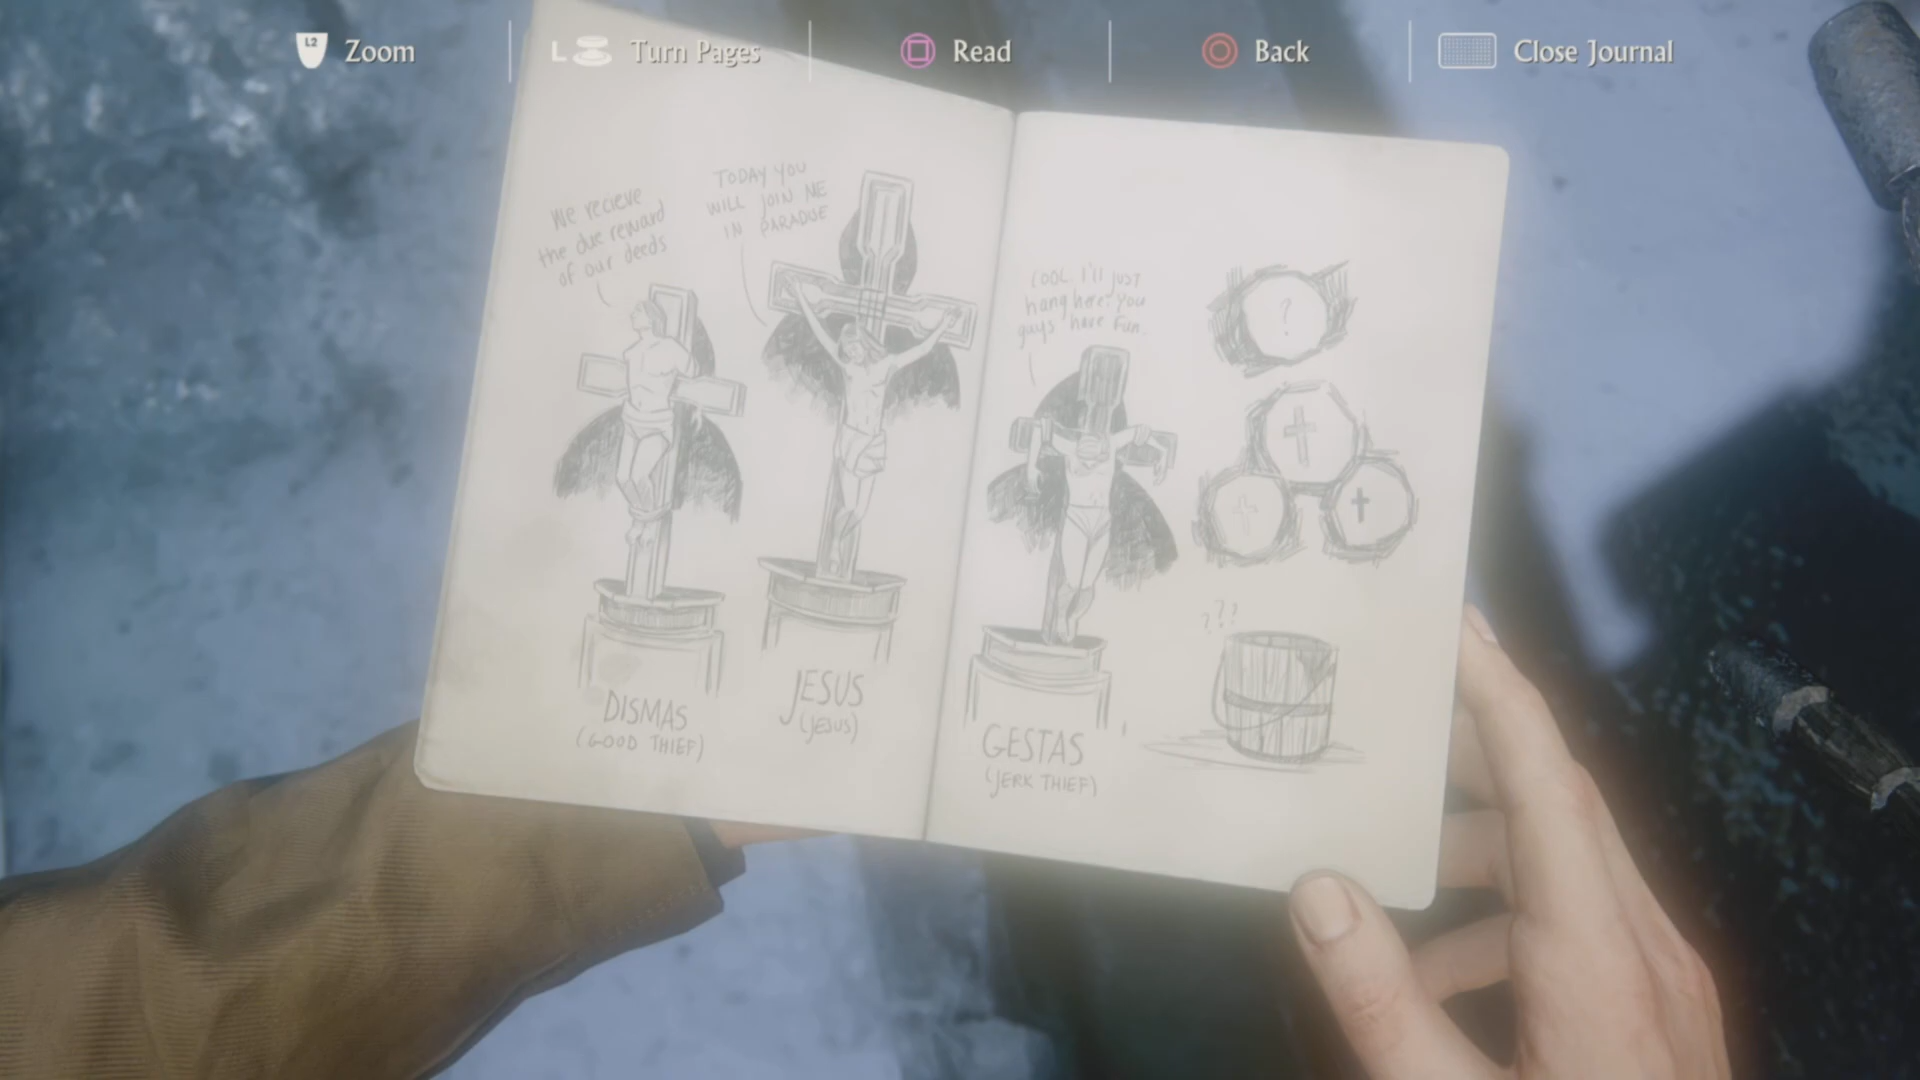 L2 Zoom
L Turn Pages
Read
Back
Close Journal
We recieve
the due reward
of our deeds
TODAY YOU
WILL JOIN ME
IN PARADISE
COOL. I'll just
hang here. You
guys have fun.
?
???
DISMAS
(GOOD THIEF)
JESUS
(Jesus)
GESTAS
(JERK THIEF)